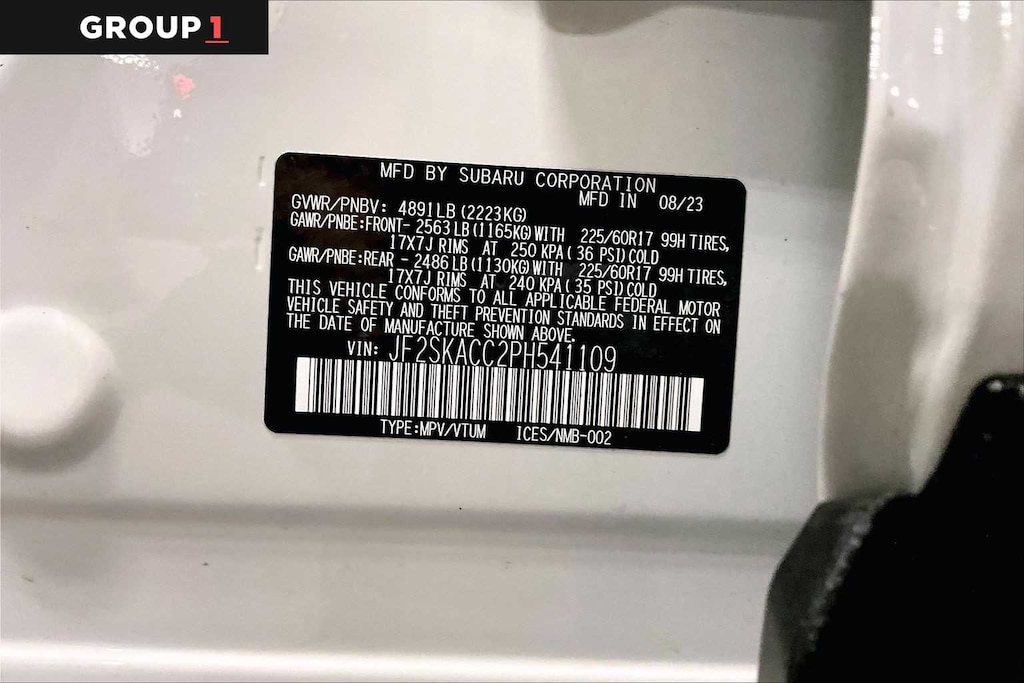 GROUP 1
MFD BY SUBARU CORPORATION
MFD IN 08/23
GVWR/PNBV: 4891LB (2223KG)
GAWR/PNBE:FRONT- 2563LB (1165KG) WITH 225/60R17 99H TIRES,
17X7J RIMS AT 250 KPA ( 36 PSI) COLD
GAWR/PNBE:REAR - 2486LB (1130KG) WITH 225/60R17 99H TIRES,
17X7J RIMS AT 240 KPA ( 35 PSI) COLD
THIS VEHICLE CONFORMS TO ALL APPLICABLE FEDERAL MOTOR
VEHICLE SAFETY AND THEFT PREVENTION STANDARDS IN EFFECT ON
THE DATE OF MANUFACTURE SHOWN ABOVE.
VIN: JF2SKACC2PH541109
TYPE:MPV/VTUM ICES/NMB-002